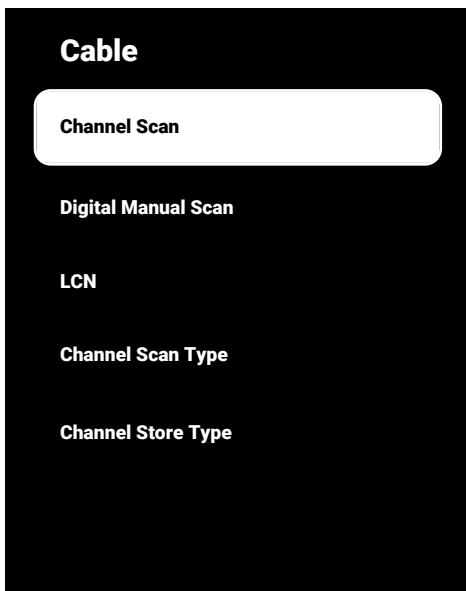 Cable
Channel Scan
Digital Manual Scan
LCN
Channel Scan Type
Channel Store Type